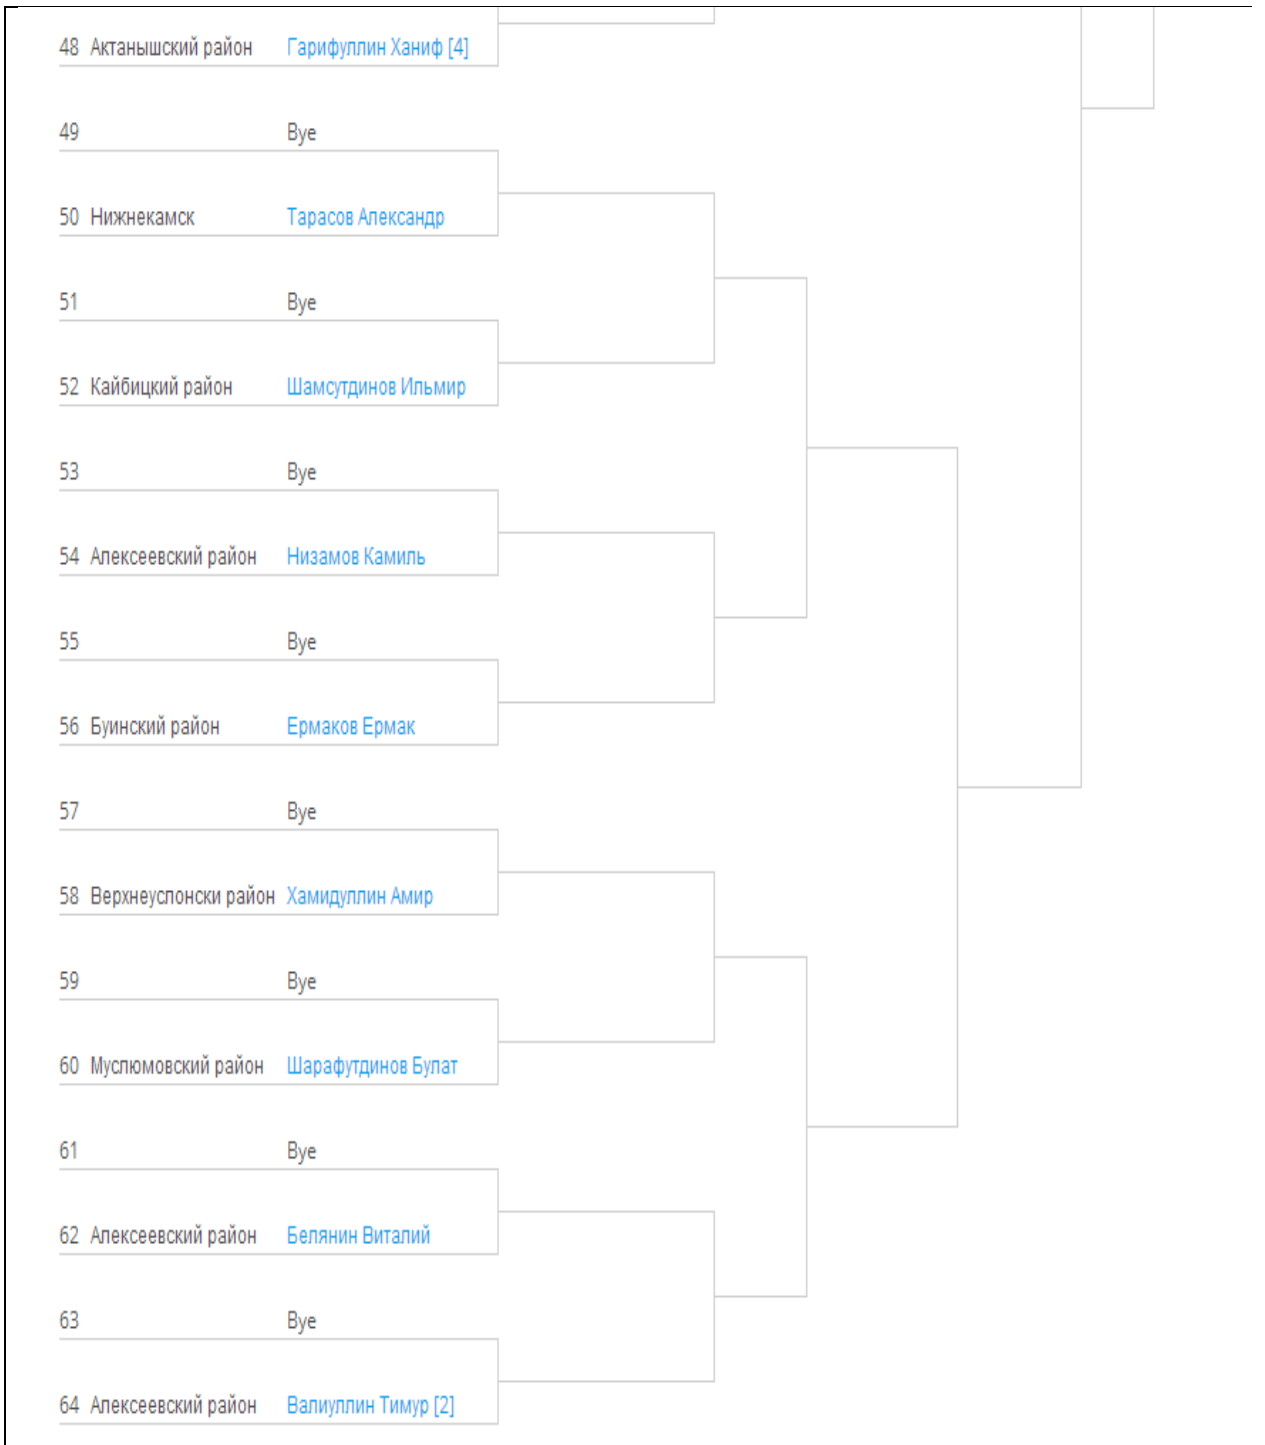 48 Актанышский район Гарифуллин Ханиф [4]
49 Bye
50 Нижнекамск Тарасов Александр
51 Bye
52 Кайбицкий район Шамсутдинов Ильмир
53 Bye
54 Алексеевский район Низамов Камиль
55 Bye
56 Буинский район Ермаков Ермак
57 Bye
58 Верхнеуслонски район Хамидуллин Амир
59 Bye
60 Муслюмовский район Шарафутдинов Булат
61 Bye
62 Алексеевский район Белянин Виталий
63 Bye
64 Алексеевский район Валиуллин Тимур [2]